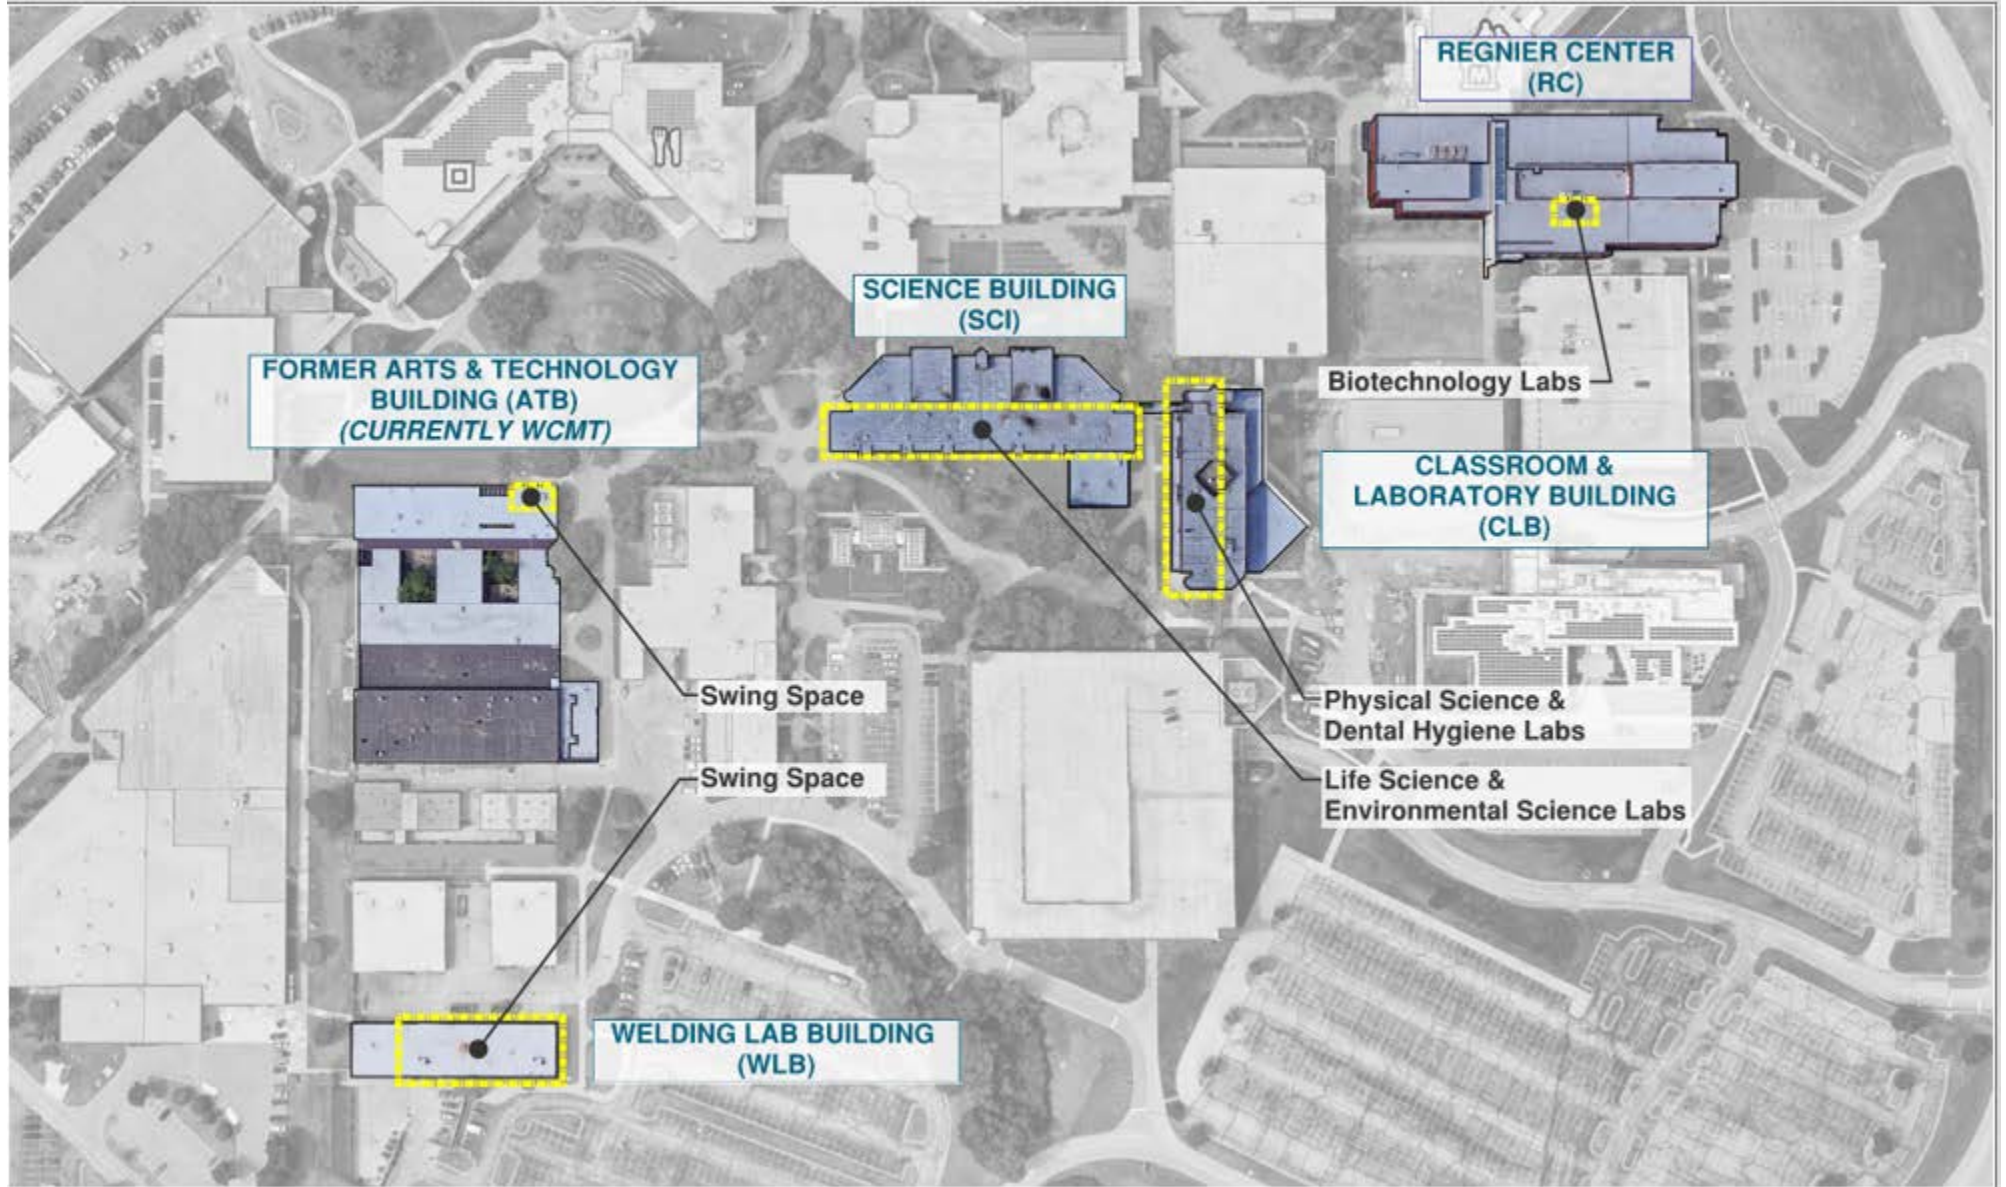 REGNIER CENTER
(RC)
SCIENCE BUILDING
(SCI)
FORMER ARTS & TECHNOLOGY
BUILDING (ATB)
(CURRENTLY WCMT)
Biotechnology Labs
CLASSROOM &
LABORATORY BUILDING
(CLB)
Swing Space
Physical Science &
Dental Hygiene Labs
Swing Space
Life Science &
Environmental Science Labs
WELDING LAB BUILDING
(WLB)